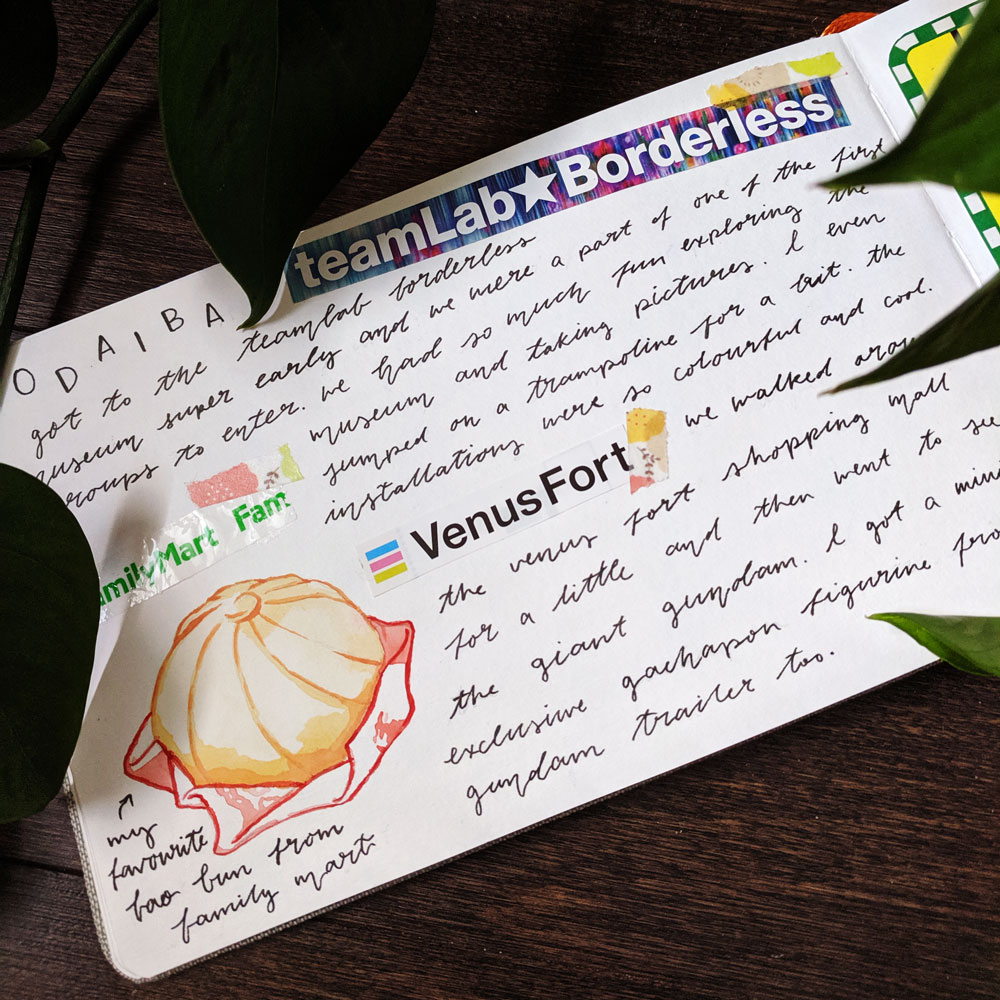 teamLab★Borderless
ODAIBA
got to the teamlab borderless
museum super early and we were a part of one of the first
groups to enter. we had so much fun exploring the
museum and taking pictures. I even
jumped on a trampoline for a bit. the
installations were so colourful and cool.
FamilyMart Fam
VenusFort
we walked around
the venus fort shopping mall
for a little and then went to see
the giant gundam. I got a mini
exclusive gachapon figurine from
gundam trailer too.
my
favourite
bao bun from
family mart